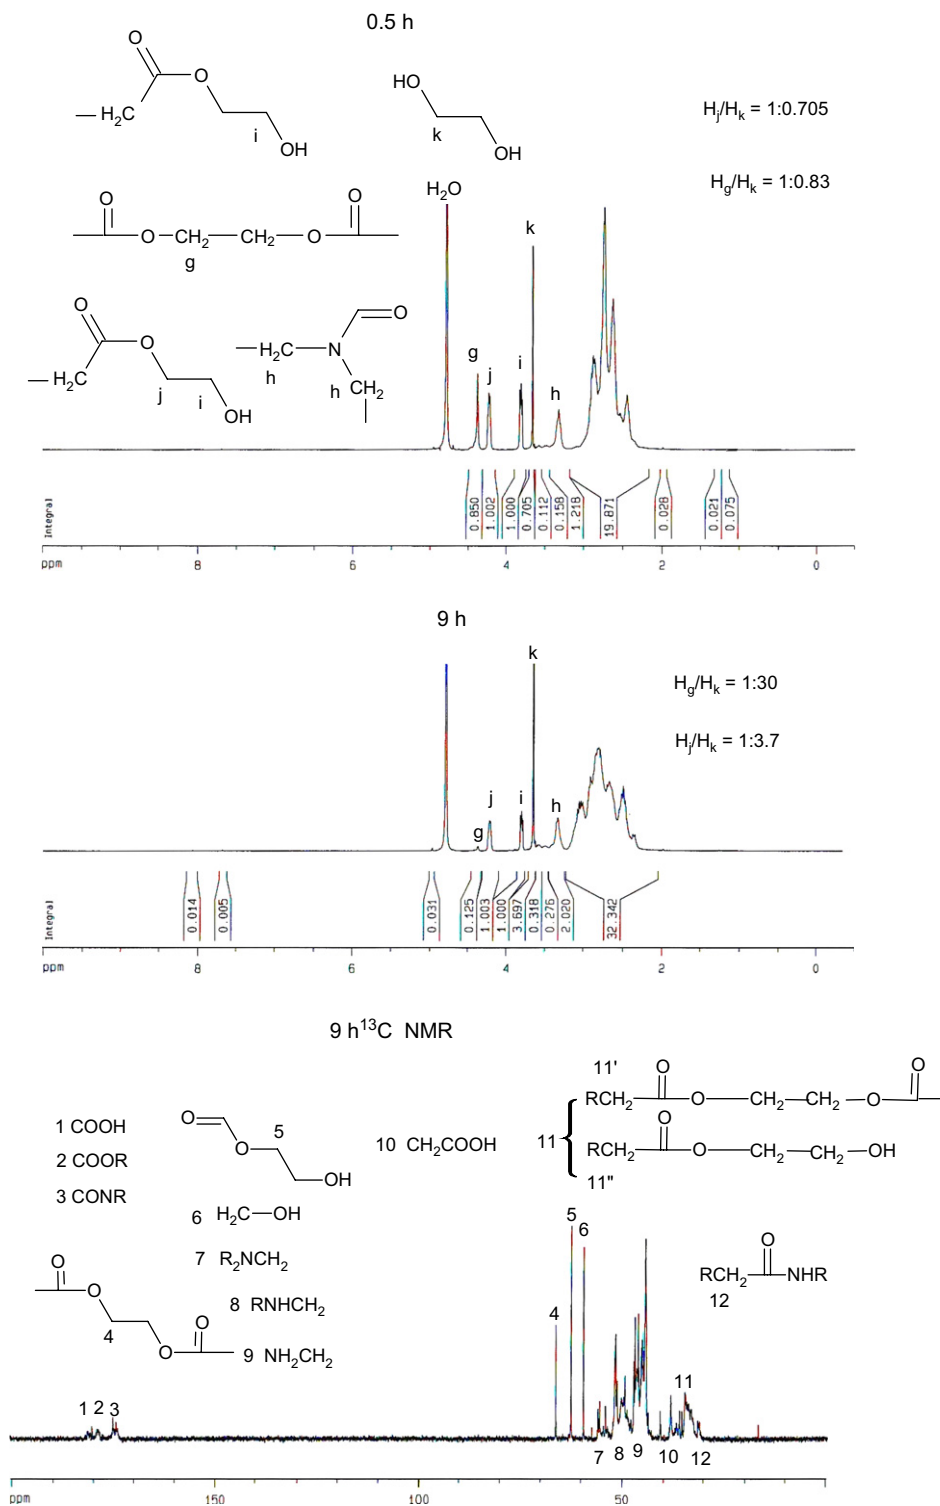 0.5 h
O
O
—H₂C
i
OH
HO
k
OH
Hj/Hk = 1:0.705
Hg/Hk = 1:0.83
O
O
O—CH₂—CH₂—O
g
H₂O
k
O
O
—H₂C
j
i
OH
O
—H₂C—N
h
h CH₂
g
j
i
h
Integral
0.850
1.002
1.000
0.705
0.112
0.158
1.218
19.871
0.028
0.021
0.075
ppm 8 6 4 2 0
9 h
k
Hg/Hk = 1:30
Hj/Hk = 1:3.7
g
j
i
h
Integral
0.014
0.005
0.031
0.125
1.003
1.000
3.697
0.318
0.276
2.020
32.342
ppm 8 6 4 2 0
9 h¹³C NMR
1 COOH
2 COOR
3 CONR
O
O
5
OH
6 H₂C—OH
7 R₂NCH₂
8 RNHCH₂
9 NH₂CH₂
10 CH₂COOH
11
11'
O
O
RCH₂
O—CH₂—CH₂—O
O
RCH₂
O—CH₂—CH₂—OH
11"
O
O
4
O
O
O
RCH₂
NHR
12
5
6
4
1 2 3
11
7
8
9
10
12
ppm 150 100 50